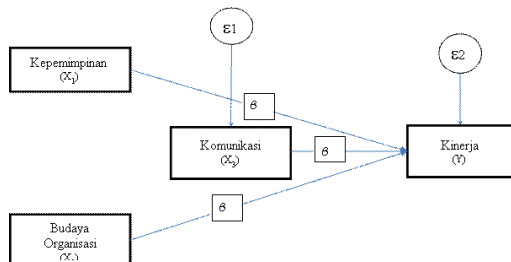 ε1
ε2
Kepemimpinan
(X₁)
ϐ
Komunikasi
(X₃)
ϐ
Kinerja
(Y)
ϐ
Budaya
Organisasi